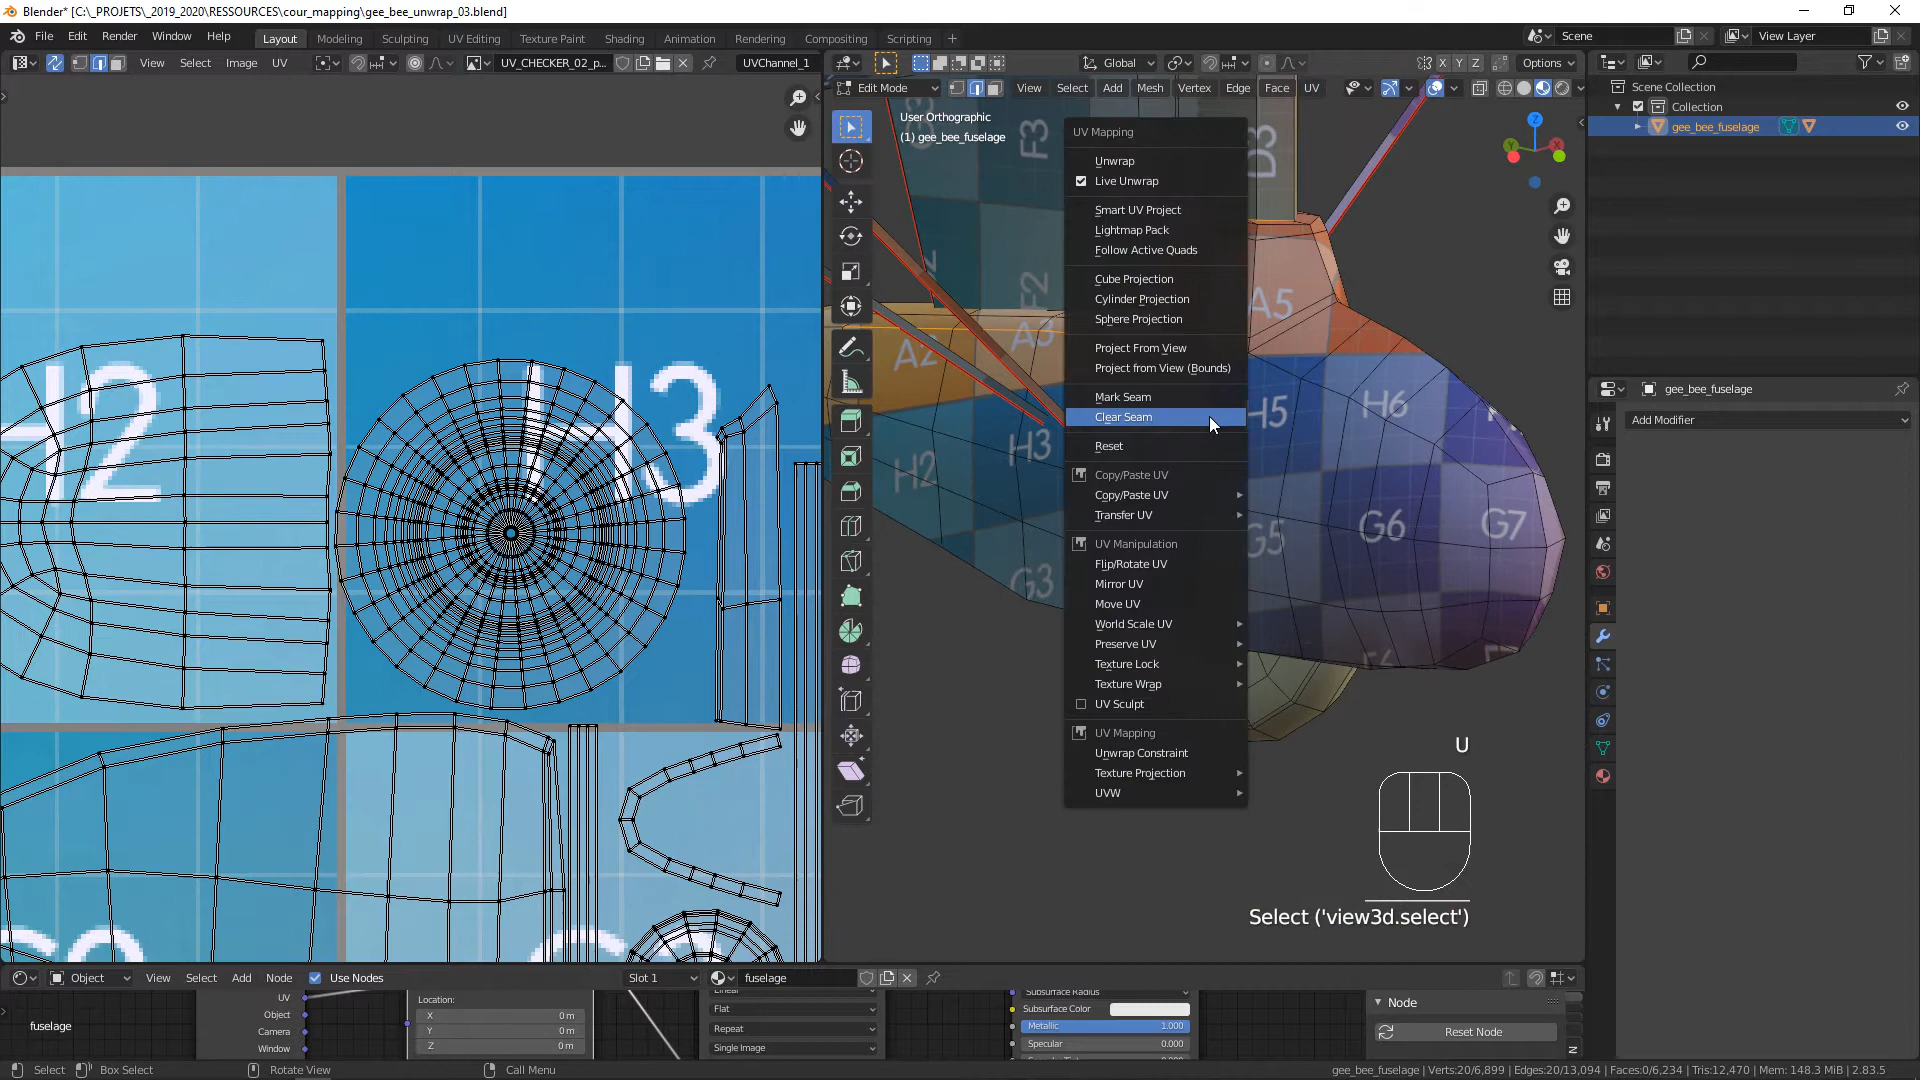 Blender* [C:\_PROJETS\_2019_2020\RESSOURCES\cour_mapping\gee_bee_unwrap_03.blend]
File Edit Render Window Help
Layout Modeling Sculpting UV Editing Texture Paint Shading Animation Rendering Compositing Scripting +
Scene
View Layer
View Select Image UV
UV_CHECKER_02_p...
UVChannel_1
Global
X Y Z
Options
Edit Mode
View Select Add Mesh Vertex Edge Face UV
User Orthographic
(1) gee_bee_fuselage
UV Mapping
Unwrap
Live Unwrap
Smart UV Project
Lightmap Pack
Follow Active Quads
Cube Projection
Cylinder Projection
Sphere Projection
Project From View
Project from View (Bounds)
Mark Seam
Clear Seam
Reset
Copy/Paste UV
Copy/Paste UV
Transfer UV
UV Manipulation
Flip/Rotate UV
Mirror UV
Move UV
World Scale UV
Preserve UV
Texture Lock
Texture Wrap
UV Sculpt
UV Mapping
Unwrap Constraint
Texture Projection
UVW
H2
H3
F3
F2
D3
A2
A3
A5
H2
H3
H5
H6
G3
G5
G6
G7
Z
Y
X
U
Select ('view3d.select')
Scene Collection
Collection
gee_bee_fuselage
gee_bee_fuselage
Add Modifier
Object
View Select Add Node
Use Nodes
Slot 1
fuselage
UV
Object
Camera
Window
Location:
X 0 m
Y 0 m
Z 0 m
Linear
Flat
Repeat
Single Image
Subsurface Radius
Subsurface Color
Metallic 1.000
Specular 0.000
Node
Reset Node
N
fuselage
Select
Box Select
Rotate View
Call Menu
gee_bee_fuselage | Verts:20/6,899 | Edges:20/13,094 | Faces:0/6,234 | Tris:12,470 | Mem: 148.3 MiB | 2.83.5